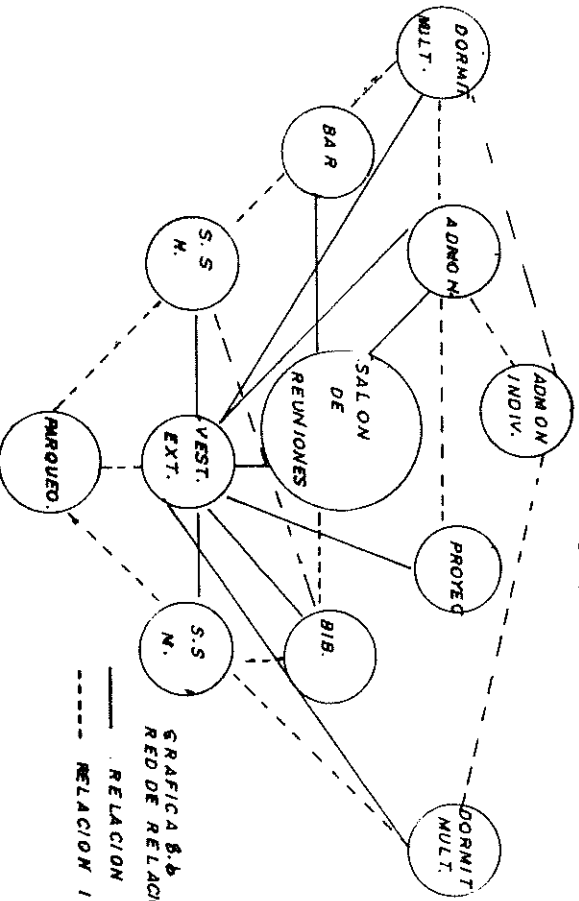 DORMIT
MULT.
BAR
S.S
H.
ADMON.
ADMON
INDIV.
SALON
DE
REUNIONES
VEST.
EXT.
PARQUEO.
PROYEC
BIB.
S.S
M.
DORMIT
MULT.
GRAFICA 8.b
RED DE RELACI
RELACION
RELACION I